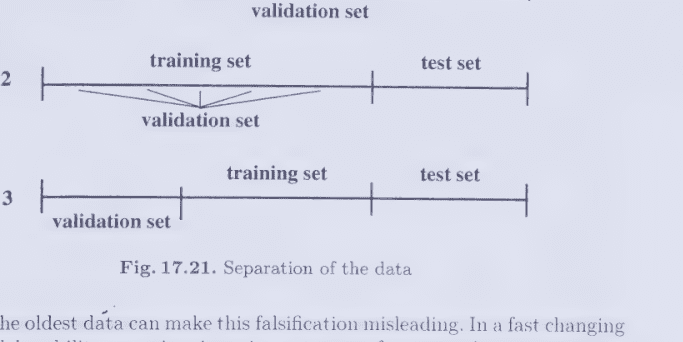 validation set
training set test set
2
validation set
training set test set
3
validation set
Fig. 17.21. Separation of the data
he oldest data can make this falsification misleading. In a fast changing